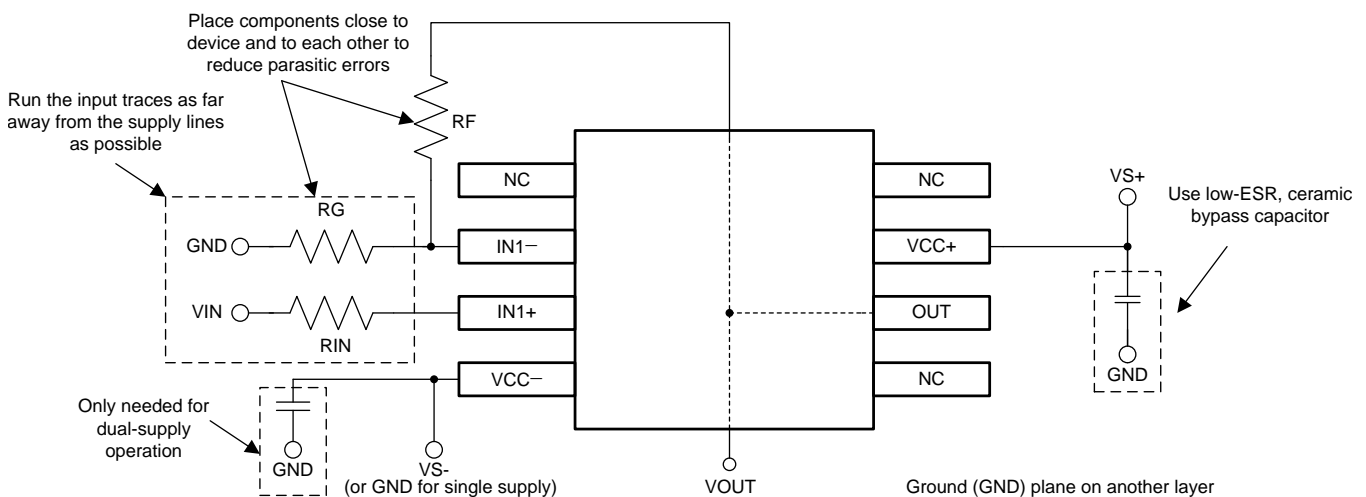 Place components close to
device and to each other to
reduce parasitic errors
Run the input traces as far
away from the supply lines
as possible
RF
NC
NC
VS+
Use low-ESR, ceramic
bypass capacitor
RG
GND
IN1−
VCC+
VIN
IN1+
OUT
RIN
VCC−
NC
GND
Only needed for
dual-supply
operation
GND
VS-
(or GND for single supply)
VOUT
Ground (GND) plane on another layer